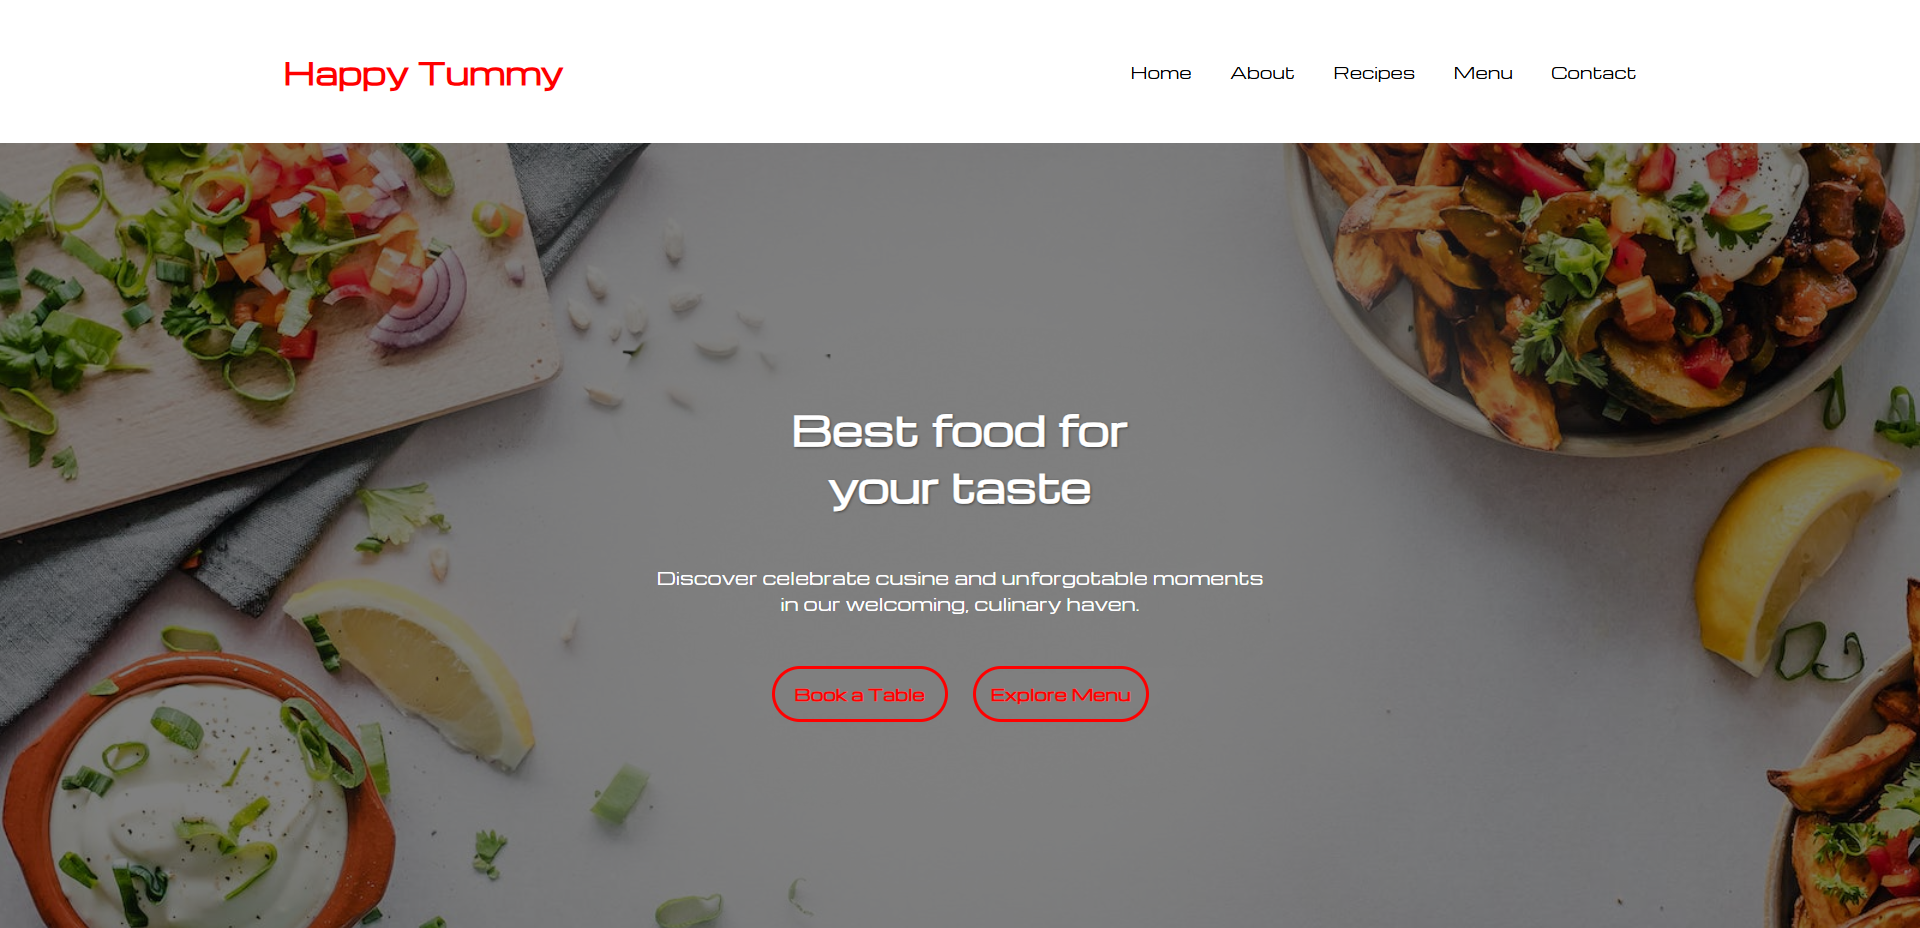 Happy Tummy
Home About Recipes Menu Contact
Best food for
your taste
Discover celebrate cusine and unforgotable moments
in our welcoming, culinary haven.
Book a Table Explore Menu